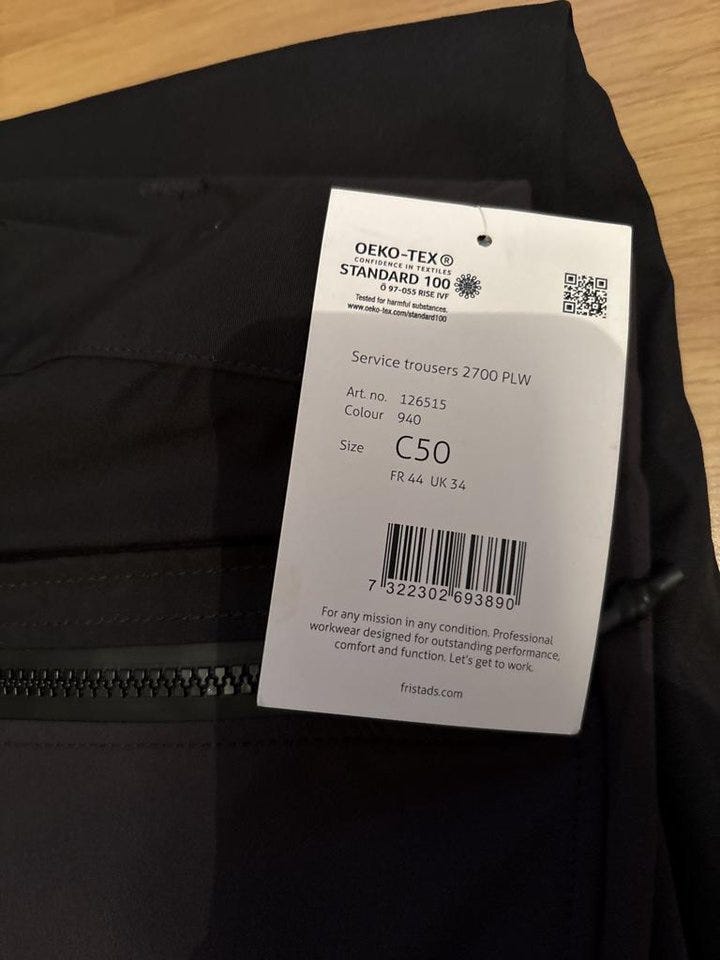 OEKO-TEX®
CONFIDENCE IN TEXTILES
STANDARD 100
Ö 97-055 RISE IVF
Tested for harmful substances.
www.oeko-tex.com/standard100
Service trousers 2700 PLW
Art. no. 126515
Colour 940
Size C50
FR 44 UK 34
7 322302 693890
For any mission in any condition. Professional
workwear designed for outstanding performance,
comfort and function. Let's get to work.
fristads.com